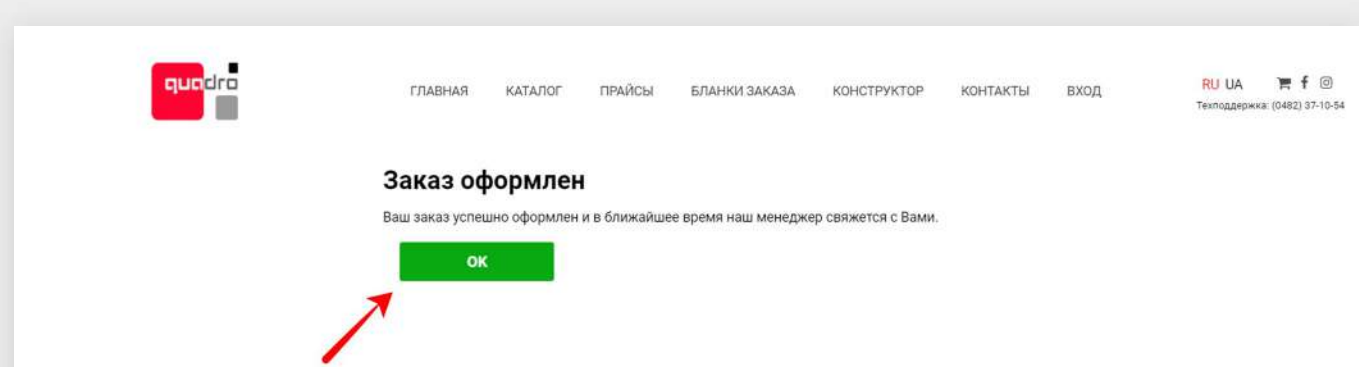 quadro
ГЛАВНАЯ КАТАЛОГ ПРАЙСЫ БЛАНКИ ЗАКАЗА КОНСТРУКТОР КОНТАКТЫ ВХОД
RU UA
Техподдержка: (0482) 37-10-54
Заказ оформлен
Ваш заказ успешно оформлен и в ближайшее время наш менеджер свяжется с Вами.
ОК